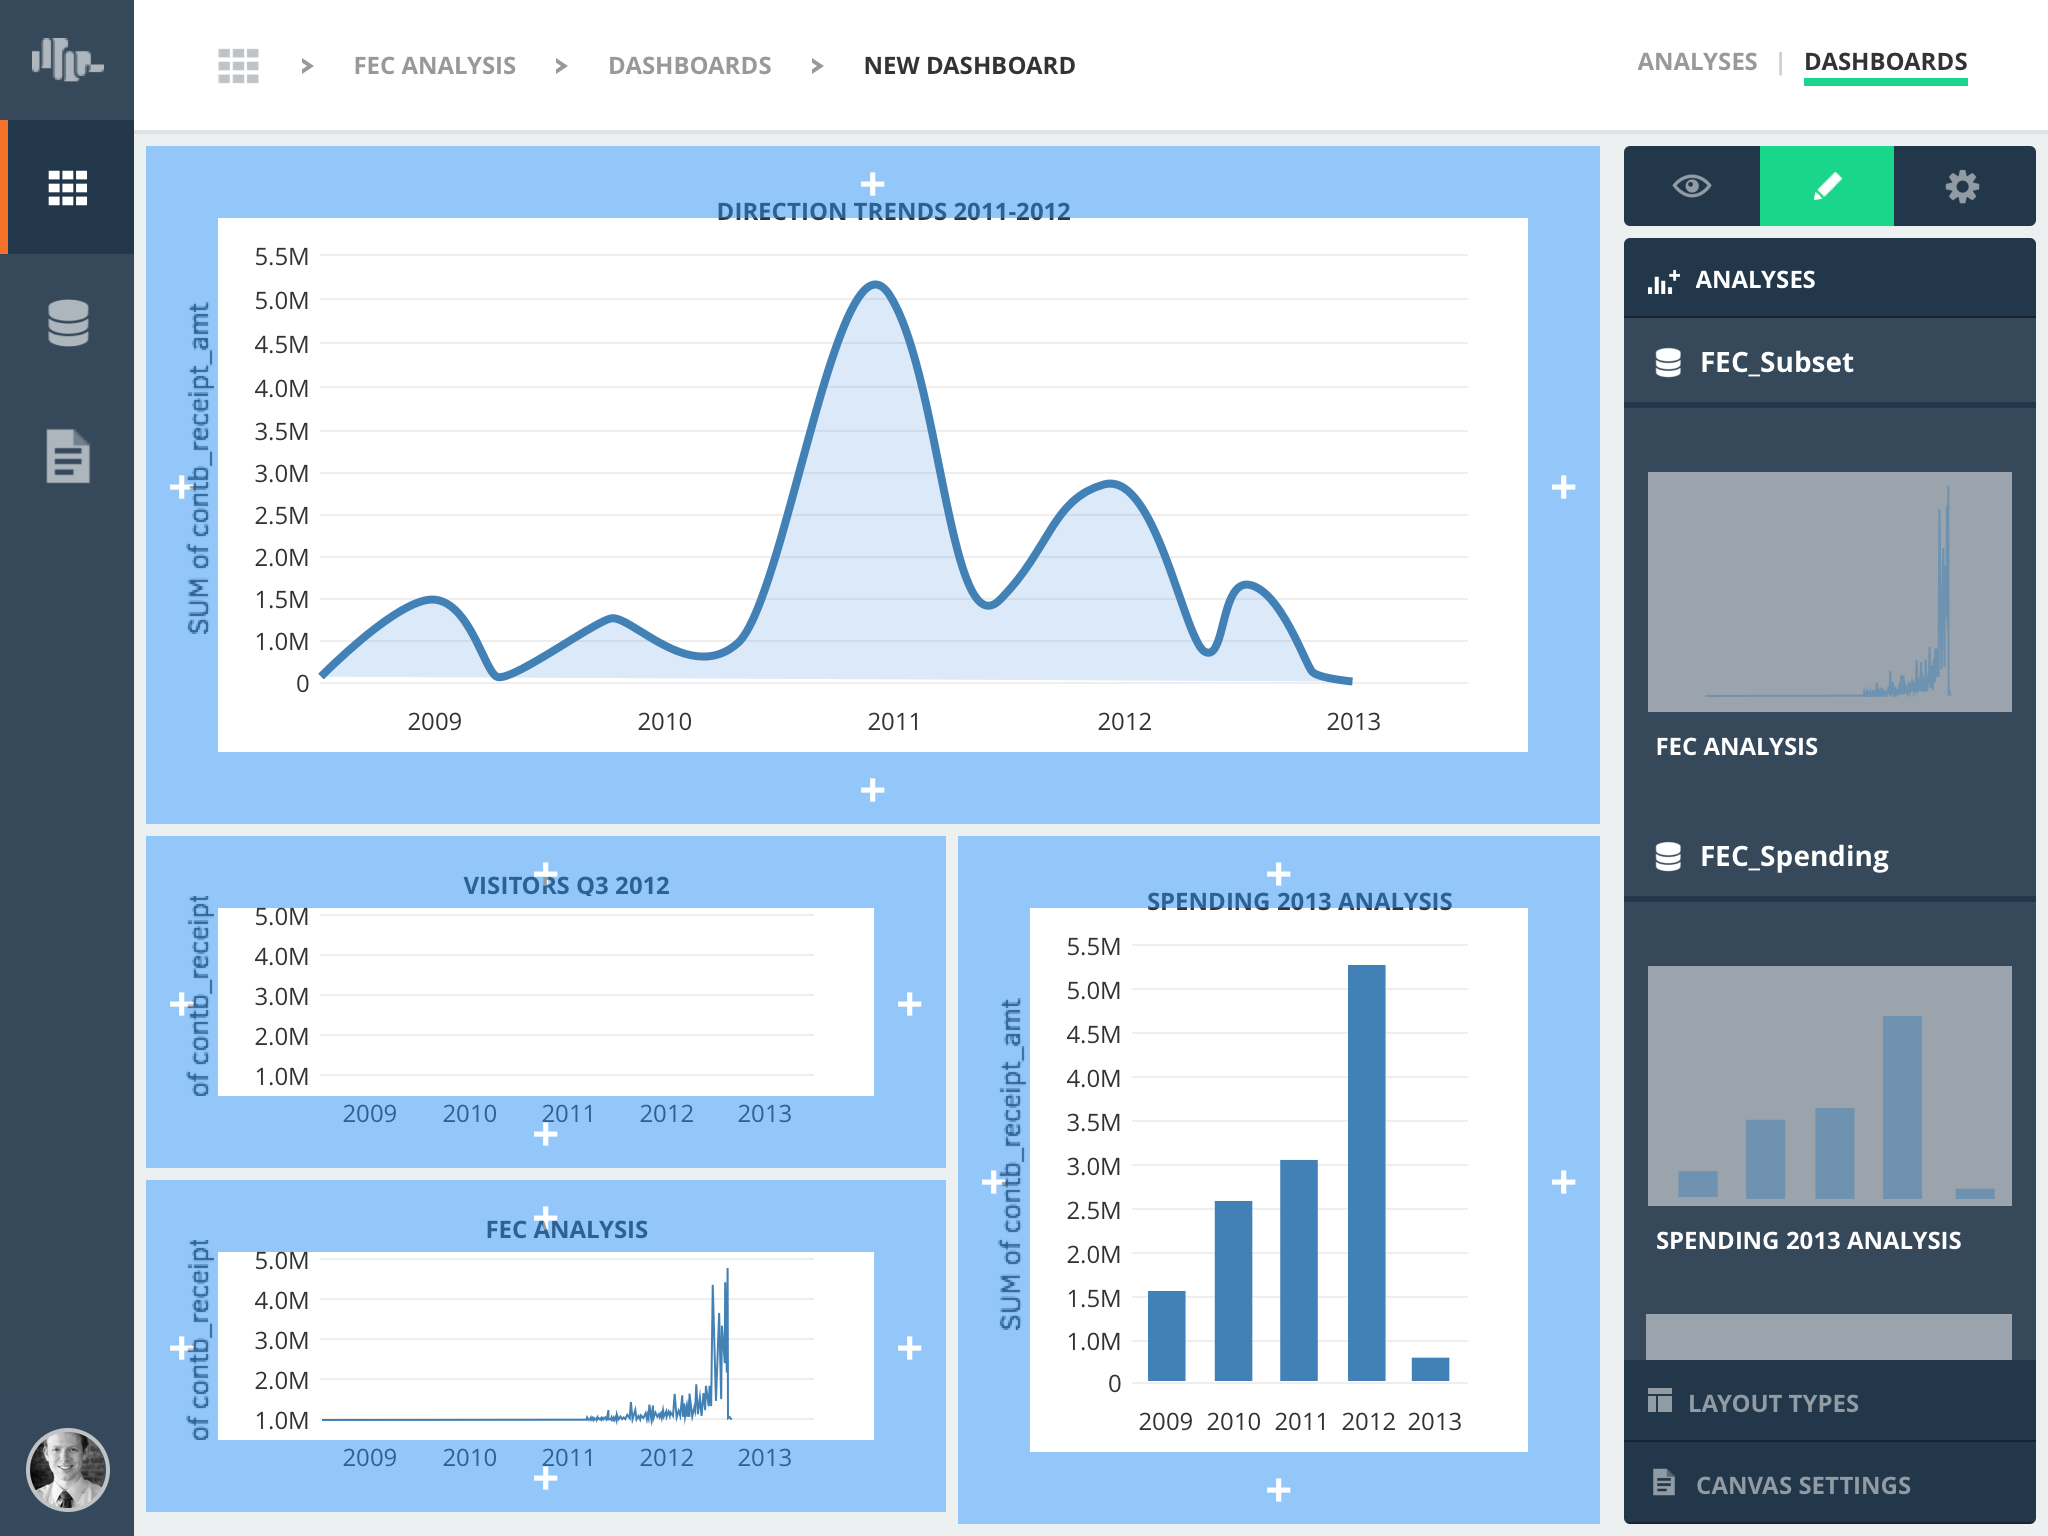 > FEC ANALYSIS > DASHBOARDS > NEW DASHBOARD
ANALYSES | DASHBOARDS
DIRECTION TRENDS 2011-2012
SUM of contb_receipt_amt
5.5M
5.0M
4.5M
4.0M
3.5M
3.0M
2.5M
2.0M
1.5M
1.0M
0
2009 2010 2011 2012 2013
VISITORS Q3 2012
of contb_receipt
5.0M
4.0M
3.0M
2.0M
1.0M
2009 2010 2011 2012 2013
FEC ANALYSIS
of contb_receipt
5.0M
4.0M
3.0M
2.0M
1.0M
2009 2010 2011 2012 2013
SPENDING 2013 ANALYSIS
SUM of contb_receipt_amt
5.5M
5.0M
4.5M
4.0M
3.5M
3.0M
2.5M
2.0M
1.5M
1.0M
0
2009 2010 2011 2012 2013
ANALYSES
FEC_Subset
FEC ANALYSIS
FEC_Spending
SPENDING 2013 ANALYSIS
LAYOUT TYPES
CANVAS SETTINGS